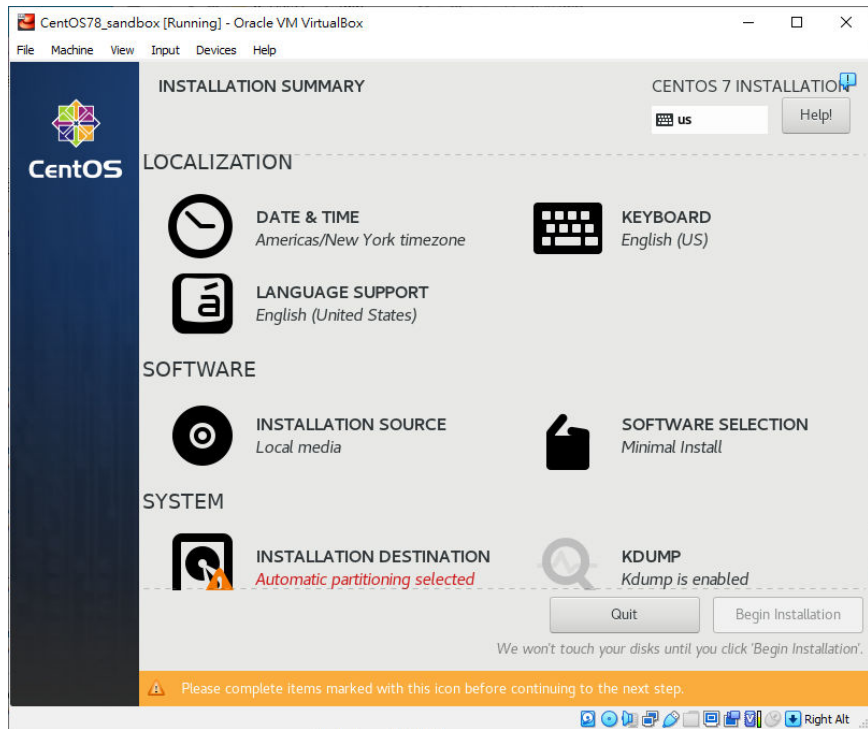 CentOS78_sandbox [Running] - Oracle VM VirtualBox
File Machine View Input Devices Help
INSTALLATION SUMMARY
CENTOS 7 INSTALLATION
us
Help!
CentOS
LOCALIZATION
DATE & TIME
Americas/New York timezone
KEYBOARD
English (US)
á
LANGUAGE SUPPORT
English (United States)
SOFTWARE
INSTALLATION SOURCE
Local media
SOFTWARE SELECTION
Minimal Install
SYSTEM
INSTALLATION DESTINATION
Automatic partitioning selected
KDUMP
Kdump is enabled
Quit
Begin Installation
We won't touch your disks until you click 'Begin Installation'.
Please complete items marked with this icon before continuing to the next step.
Right Alt